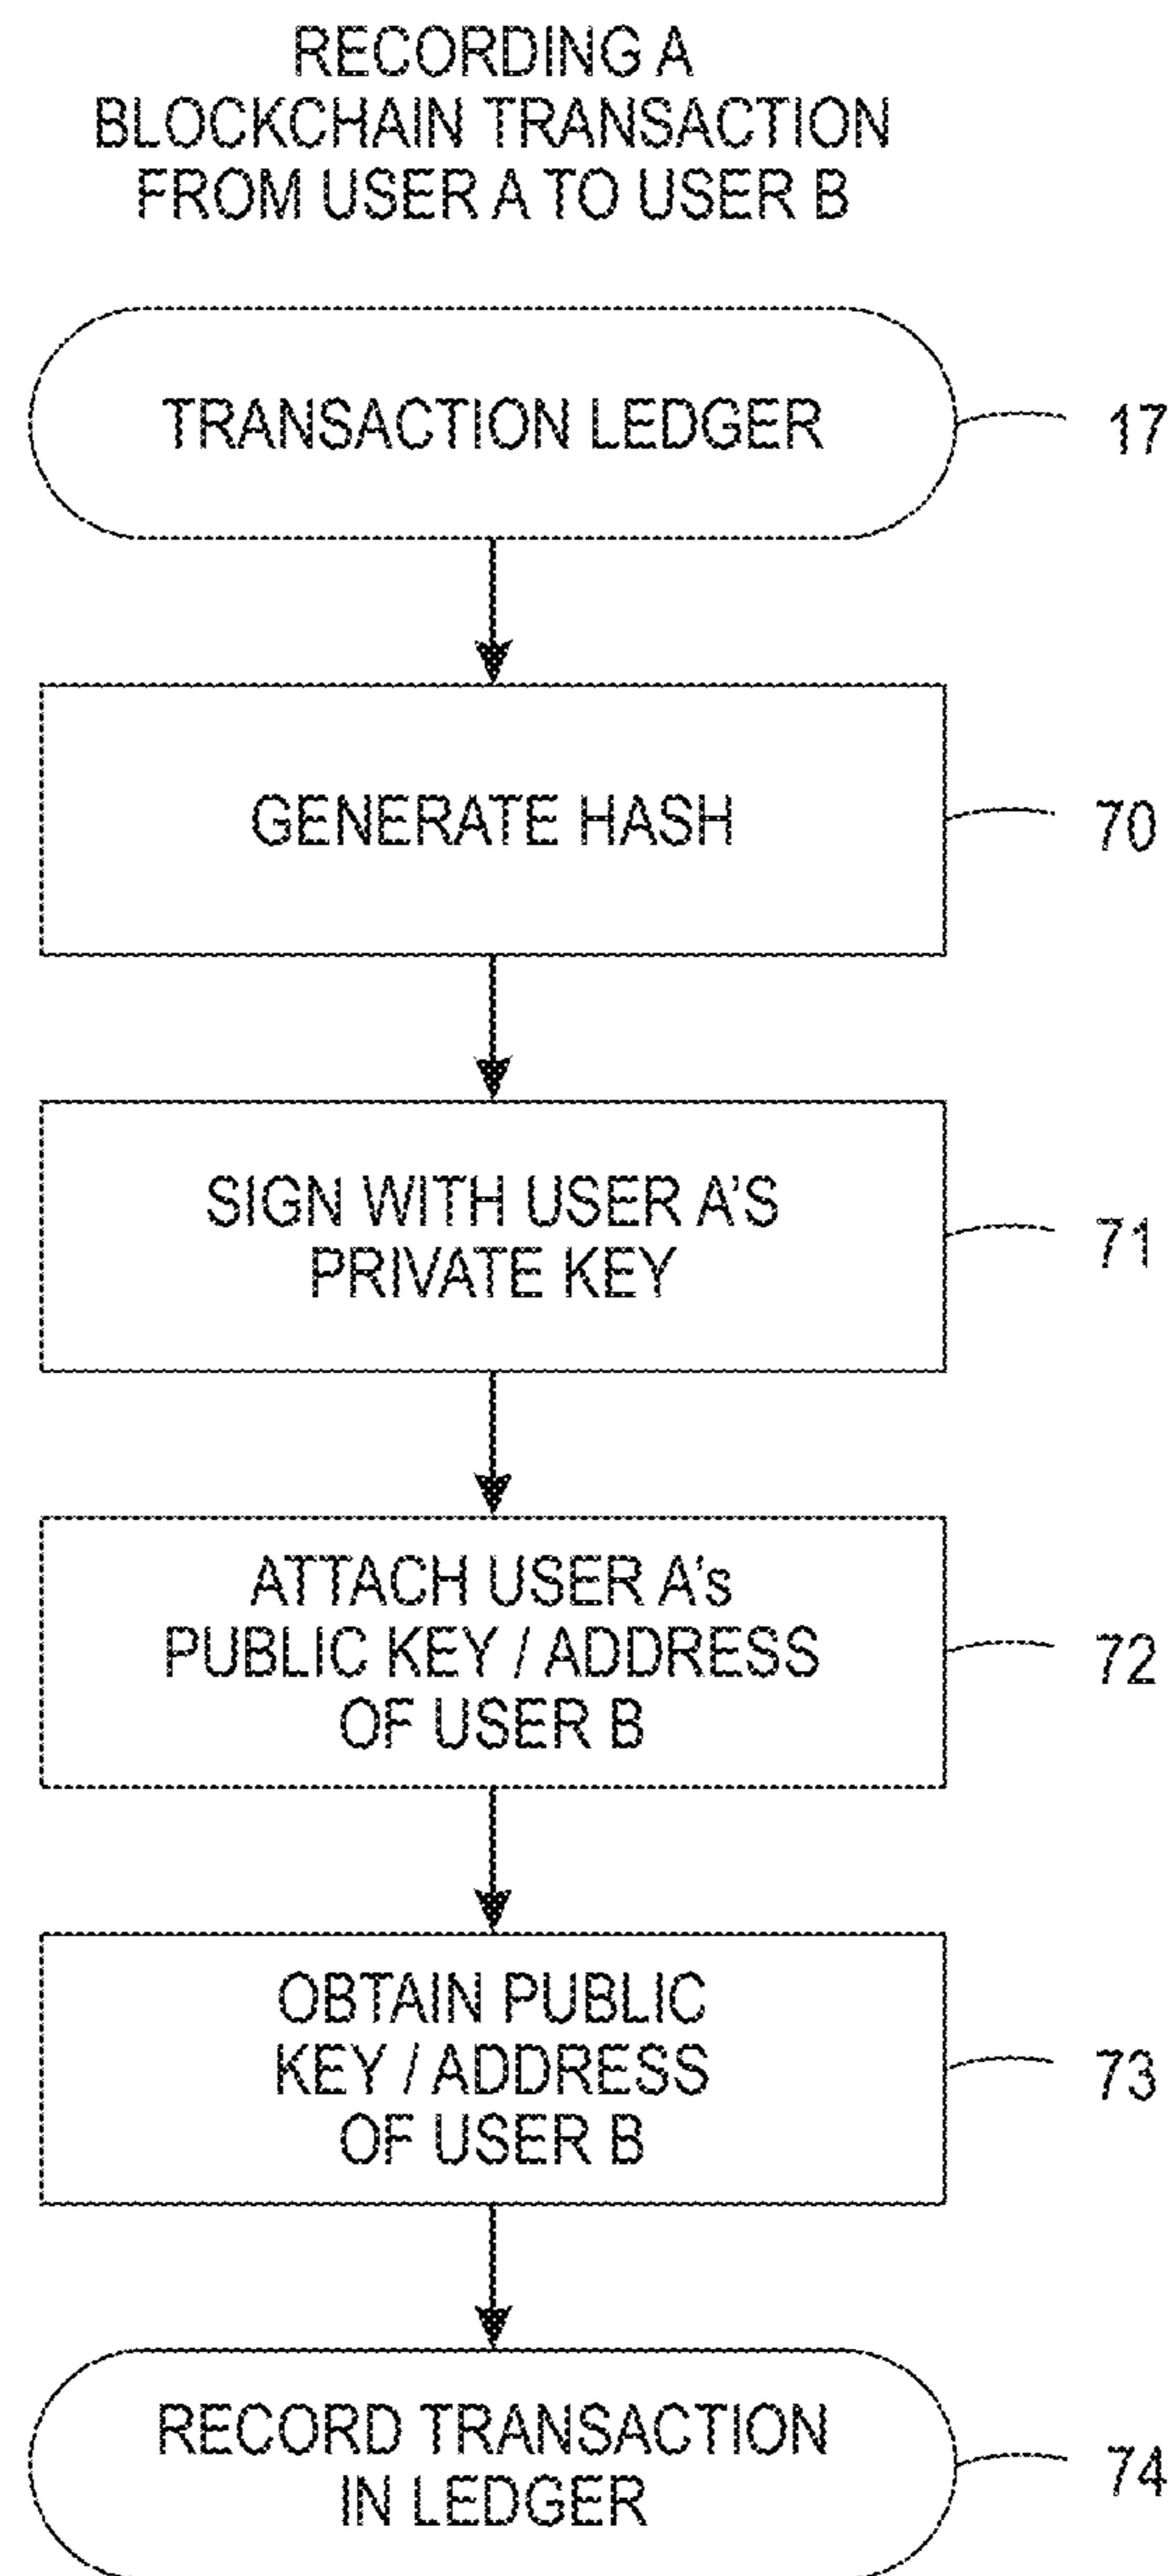 RECORDING A
BLOCKCHAIN TRANSACTION
FROM USER A TO USER B
TRANSACTION LEDGER
17
GENERATE HASH
70
SIGN WITH USER A'S
PRIVATE KEY
71
ATTACH USER A's
PUBLIC KEY / ADDRESS
OF USER B
72
OBTAIN PUBLIC
KEY / ADDRESS
OF USER B
73
RECORD TRANSACTION
IN LEDGER
74